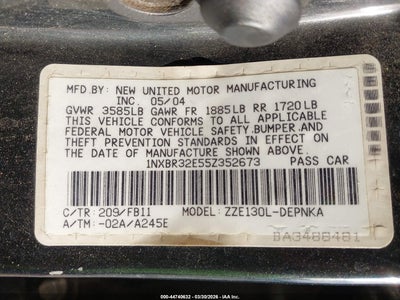 MFD.BY: NEW UNITED MOTOR MANUFACTURING
INC. 05/04
GVWR 3585LB GAWR FR 1885LB RR 1720LB
THIS VEHICLE CONFORMS TO ALL APPLICABLE
FEDERAL MOTOR VEHICLE SAFETY,BUMPER,AND
THEFT PREVENTION STANDARDS IN EFFECT ON
THE DATE OF MANUFACTURE SHOWN ABOVE.
1NXBR32E55Z352673 PASS CAR
C/TR: 209/FB11 MODEL: ZZE130L-DEPNKA
A/TM: -02A/A245E BA3488481
000-44740632 - 03/30/2026 - IAA Holdings, LLC